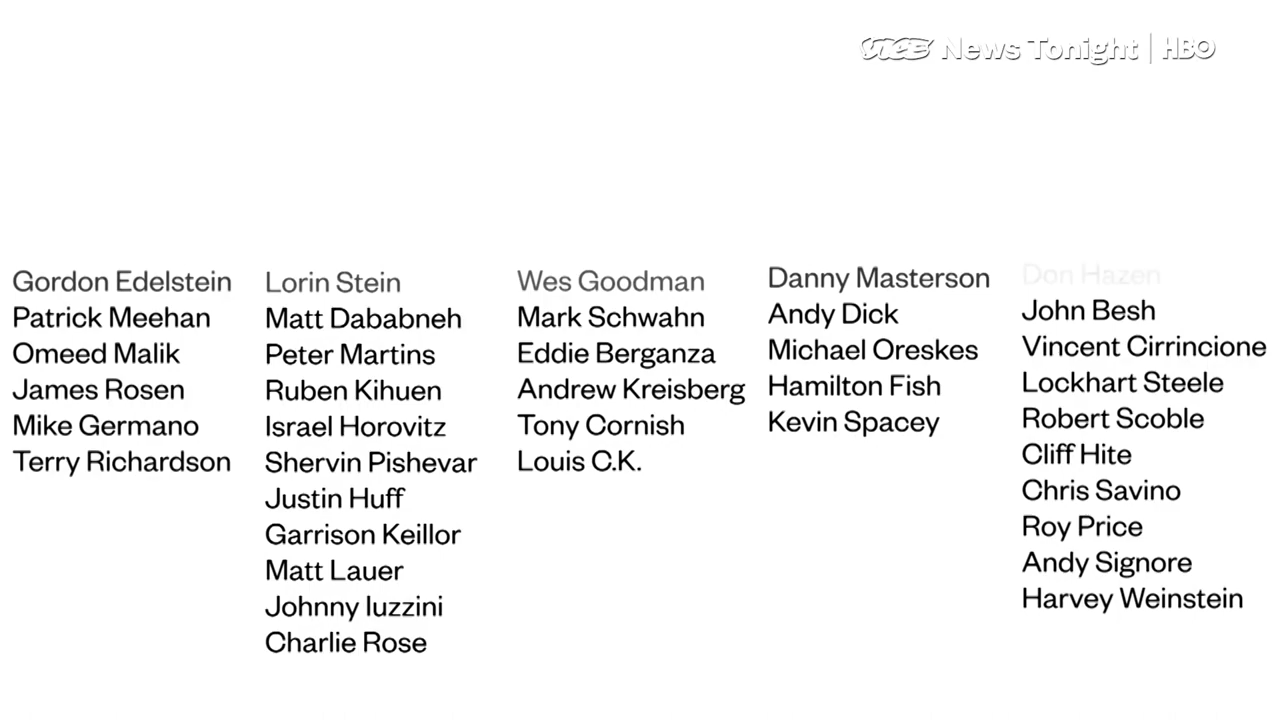 VICE News Tonight | HBO
Gordon Edelstein
Patrick Meehan
Omeed Malik
James Rosen
Mike Germano
Terry Richardson
Lorin Stein
Matt Dababneh
Peter Martins
Ruben Kihuen
Israel Horovitz
Shervin Pishevar
Justin Huff
Garrison Keillor
Matt Lauer
Johnny Iuzzini
Charlie Rose
Wes Goodman
Mark Schwahn
Eddie Berganza
Andrew Kreisberg
Tony Cornish
Louis C.K.
Danny Masterson
Andy Dick
Michael Oreskes
Hamilton Fish
Kevin Spacey
Don Hazen
John Besh
Vincent Cirrincione
Lockhart Steele
Robert Scoble
Cliff Hite
Chris Savino
Roy Price
Andy Signore
Harvey Weinstein